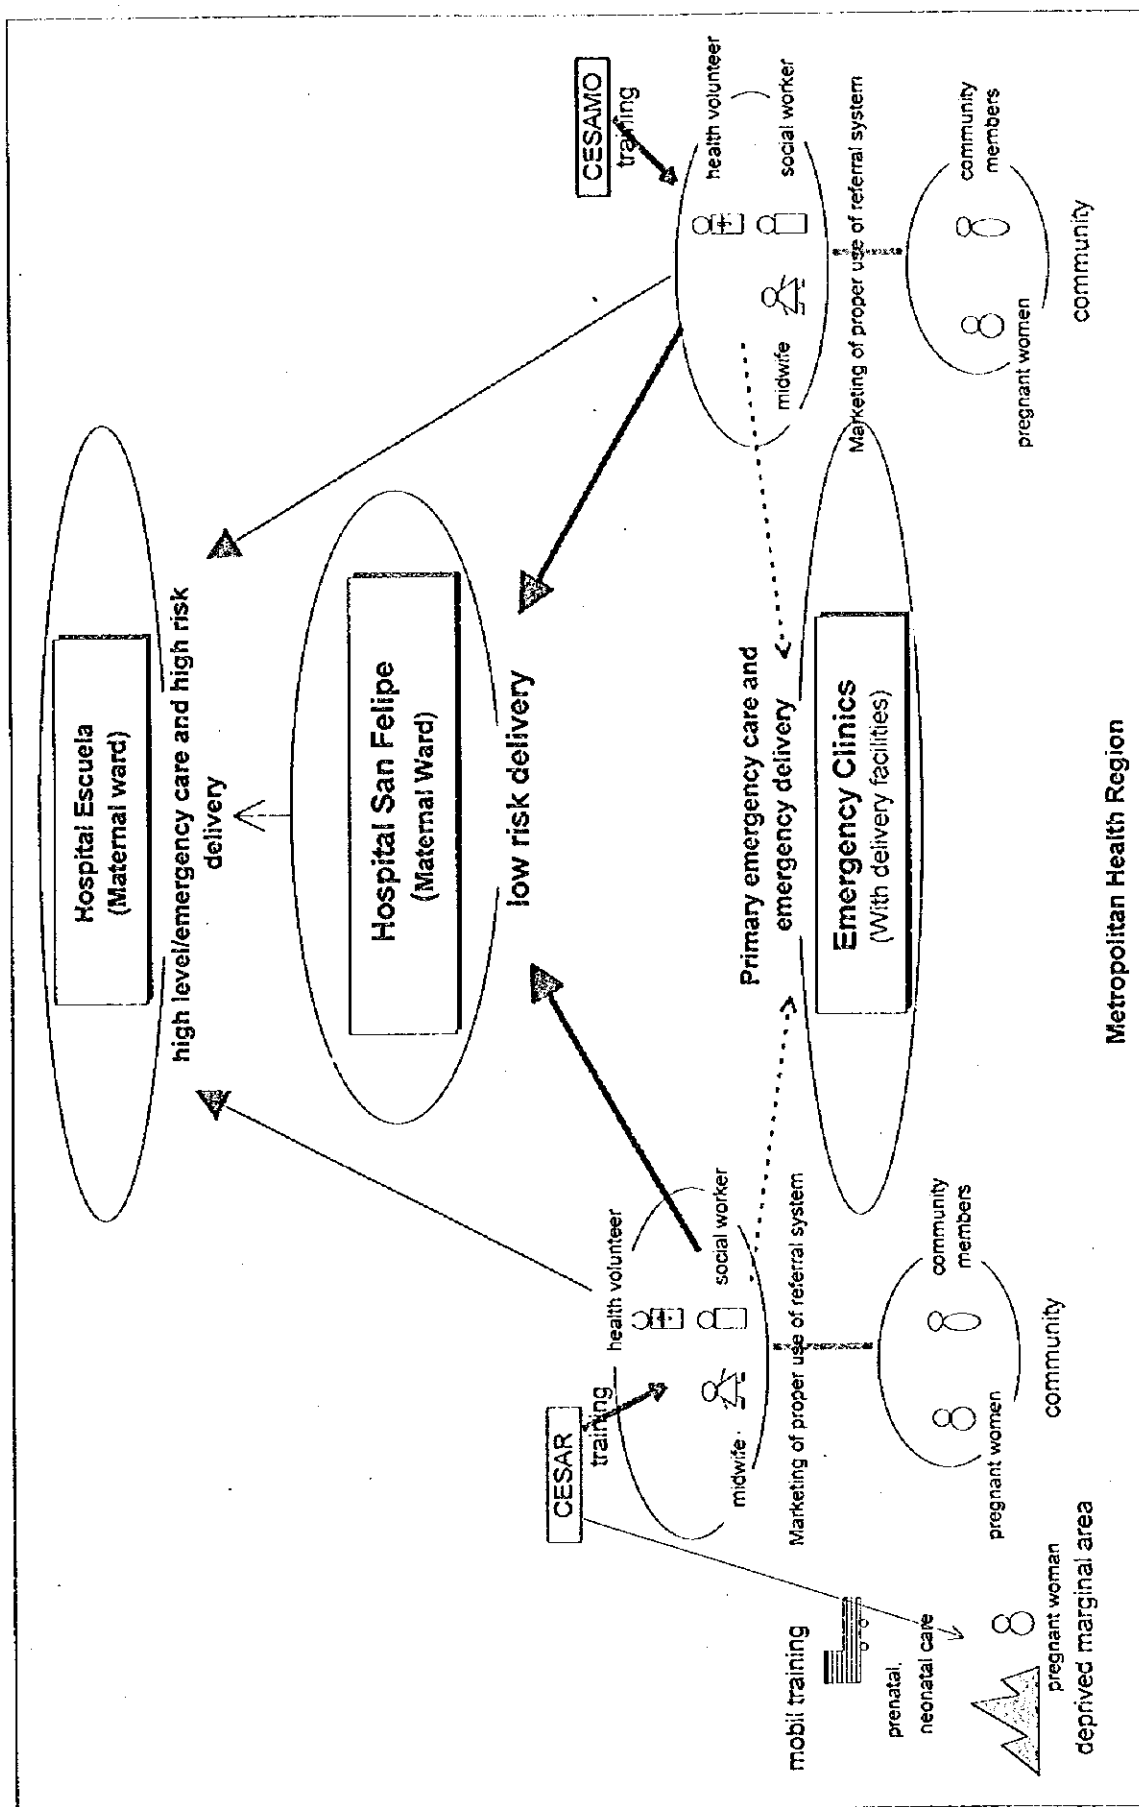 Hospital Escuela
(Maternal ward)
high level/emergency care and high risk
delivery
Hospital San Felipe
(Maternal Ward)
low risk delivery
CESAR
training
health volunteer
social worker
midwife
Marketing of proper use of referral system
pregnant women
community
members
community
mobil training
prenatal.
neonatal care
pregnant woman
deprived marginal area
Primary emergency care and
emergency delivery
Emergency Clinics
(With delivery facilities)
CESAMO
training
health volunteer
social worker
midwife
Marketing of proper use of referral system
pregnant women
community
members
community
Metropolitan Health Region